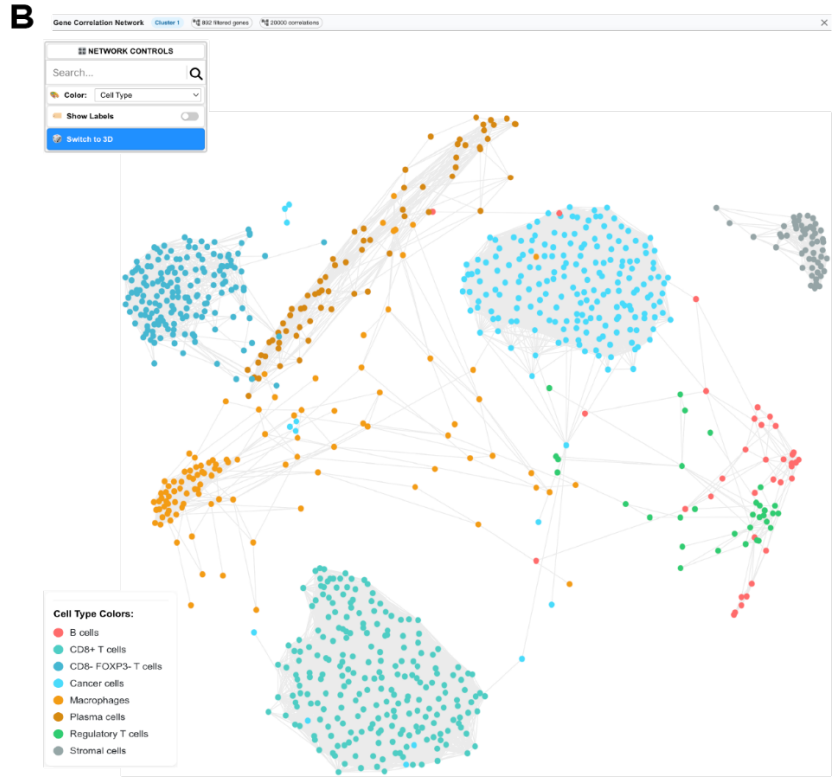 B
Gene Correlation Network Cluster 1 802 filtered genes 20000 correlations ×
NETWORK CONTROLS
Search...
Color: Cell Type
Show Labels
Switch to 3D
Cell Type Colors:
B cells
CD8+ T cells
CD8- FOXP3- T cells
Cancer cells
Macrophages
Plasma cells
Regulatory T cells
Stromal cells